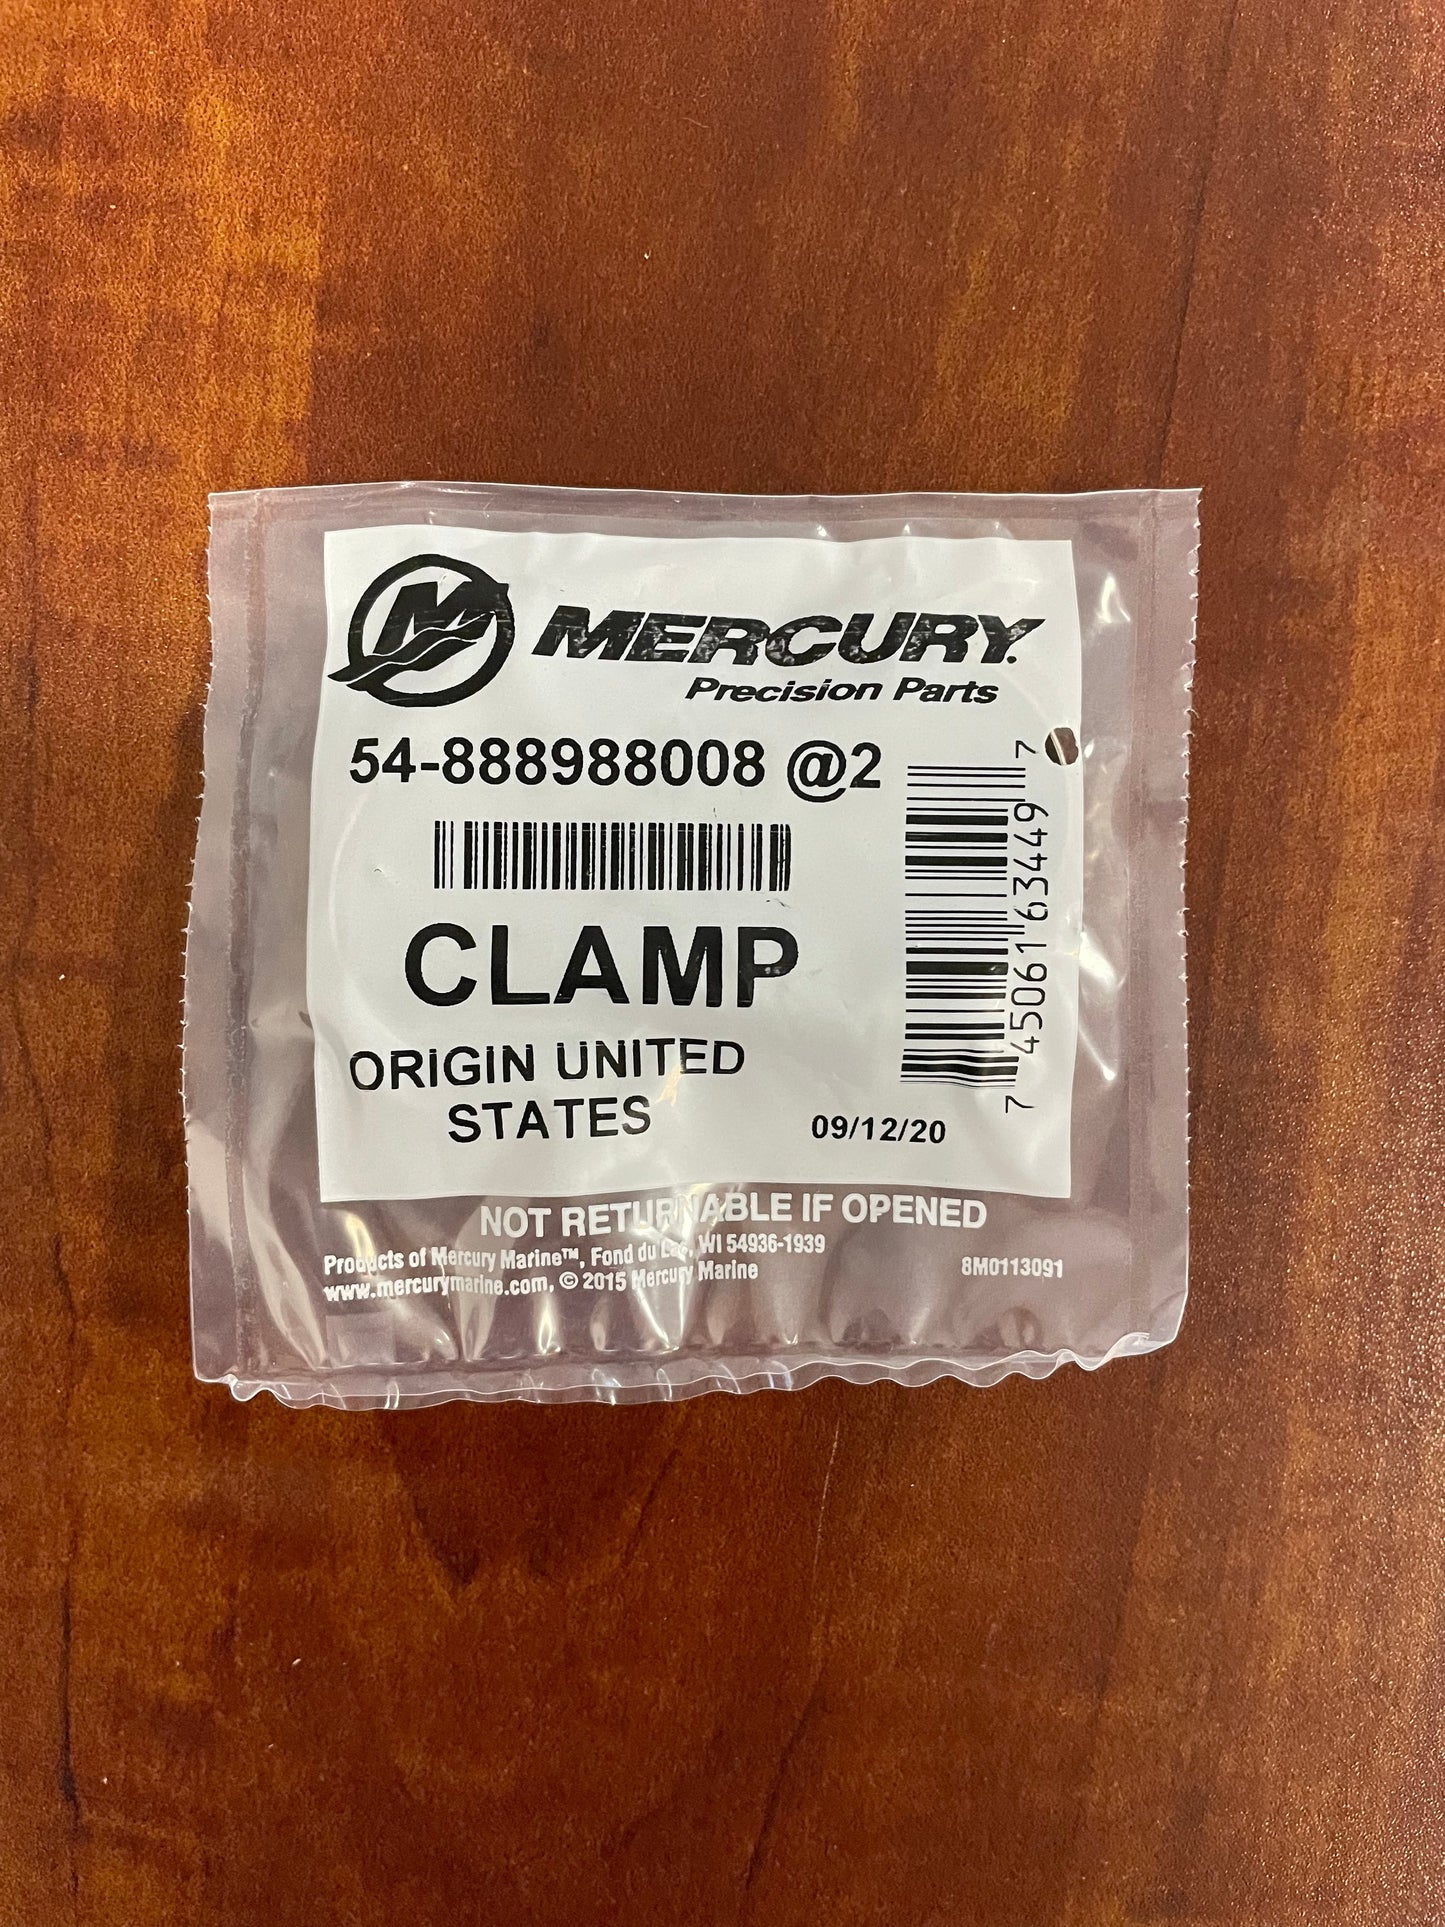 M MERCURY
Precision Parts
54-888988008 @2
CLAMP
ORIGIN UNITED
STATES
09/12/20
7 45061 63449 7
NOT RETURNABLE IF OPENED
Products of Mercury Marine™, Fond du Lac, WI 54936-1939
www.mercurymarine.com, © 2015 Mercury Marine
8M0113091